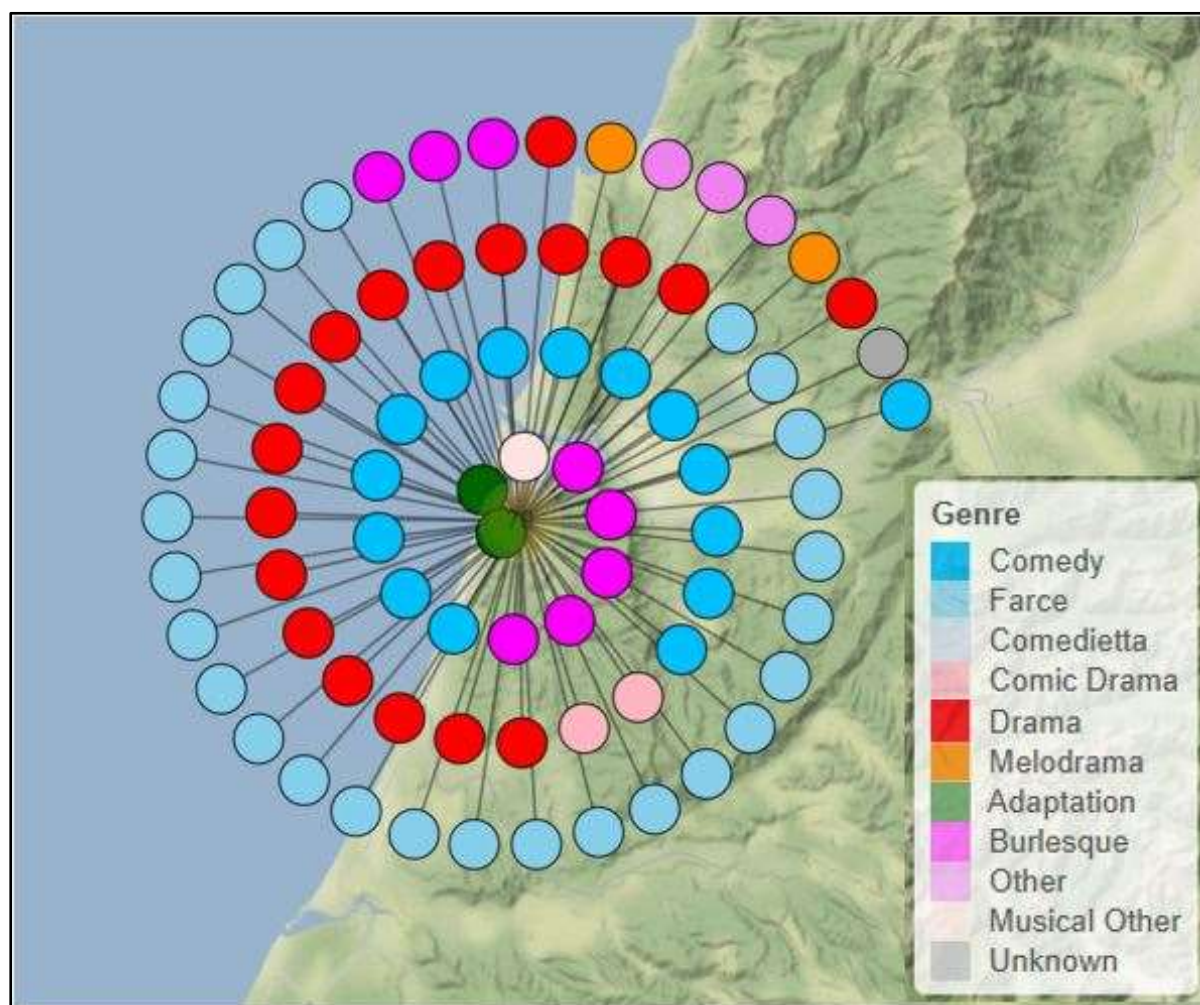 Genre
Comedy
Farce
Comedietta
Comic Drama
Drama
Melodrama
Adaptation
Burlesque
Other
Musical Other
Unknown